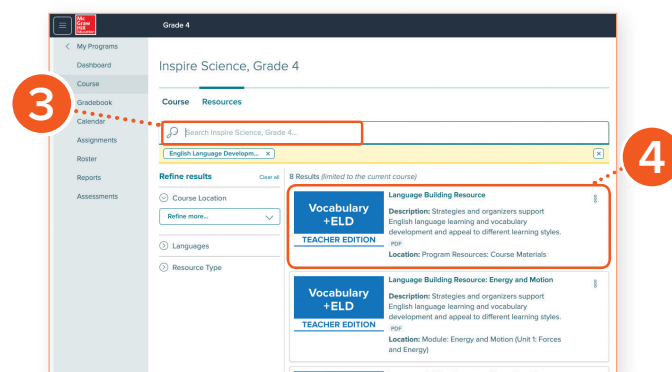 Mc
Graw
Hill
Education
Grade 4
My Programs
Dashboard
Course
Gradebook
Calendar
Assignments
Roster
Reports
Assessments
3
4
Inspire Science, Grade 4
Course Resources
Search Inspire Science, Grade 4...
English Language Developm... ×
×
Refine results Clear all
Course Location
Refine more...
Languages
Resource Type
8 Results (limited to the current course)
Vocabulary
+ELD
TEACHER EDITION
Language Building Resource
Description: Strategies and organizers support
English language learning and vocabulary
development and appeal to different learning styles.
PDF
Location: Program Resources: Course Materials
Vocabulary
+ELD
TEACHER EDITION
Language Building Resource: Energy and Motion
Description: Strategies and organizers support
English language learning and vocabulary
development and appeal to different learning styles.
PDF
Location: Module: Energy and Motion (Unit 1: Forces
and Energy)